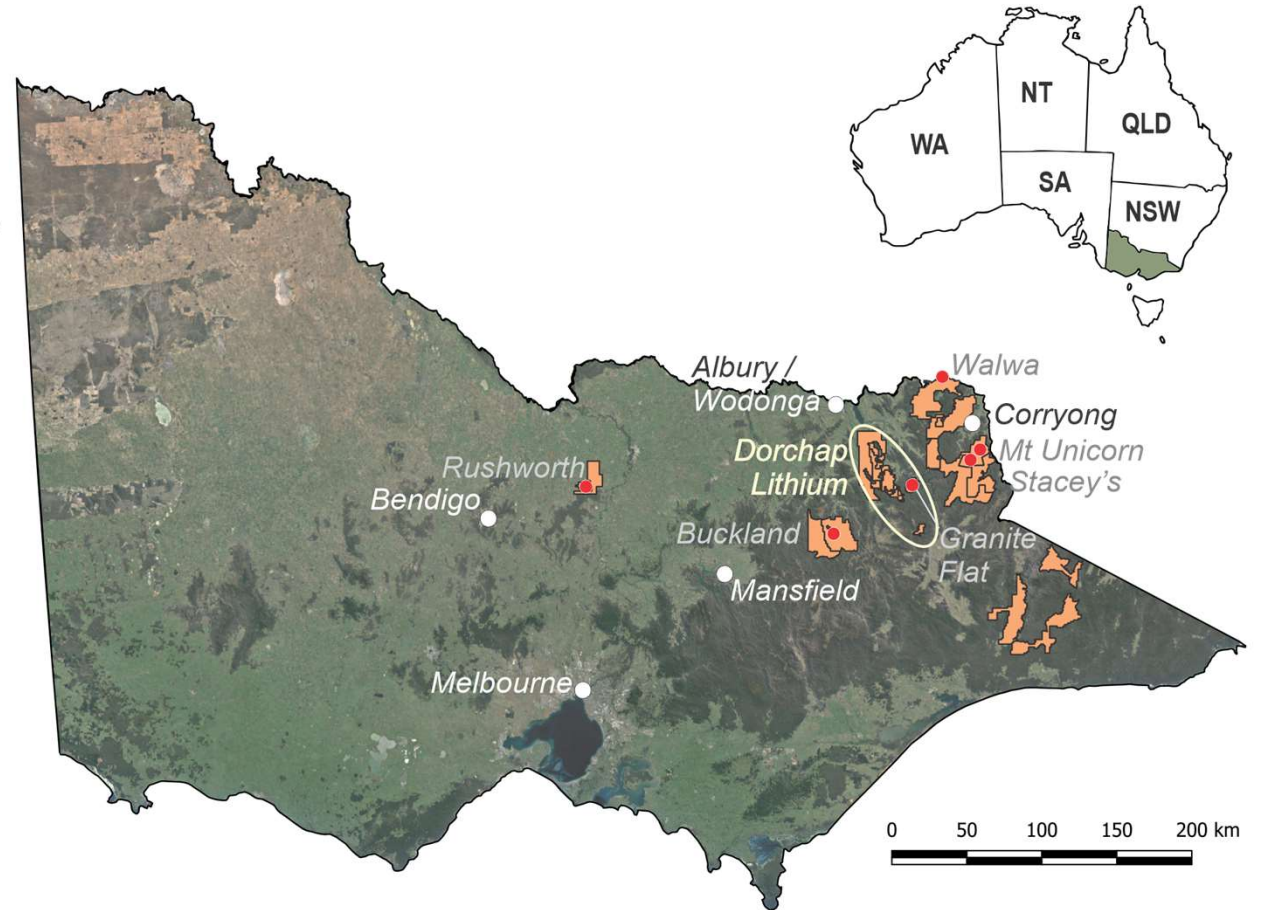 NT
QLD
WA
SA
NSW
Albury /
Wodonga
Walwa
Corryong
Dorchap
Lithium
Mt Unicorn
Stacey's
Rushworth
Bendigo
Buckland
Granite
Flat
Mansfield
Melbourne
0 50 100 150 200 km